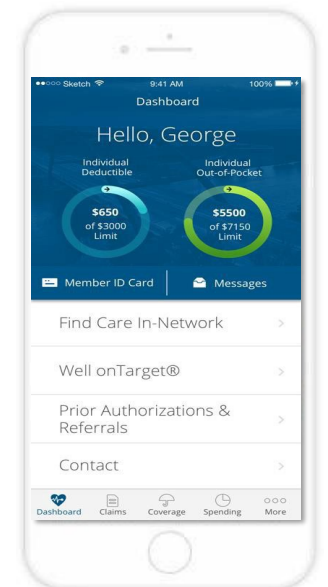 Sketch 9:41 AM 100%
Dashboard
Hello, George
Individual
Deductible
Individual
Out-of-Pocket
$650
of $3000
Limit
$5500
of $7150
Limit
Member ID Card
Messages
Find Care In-Network
Well onTarget®
Prior Authorizations &
Referrals
Contact
Dashboard Claims Coverage Spending More